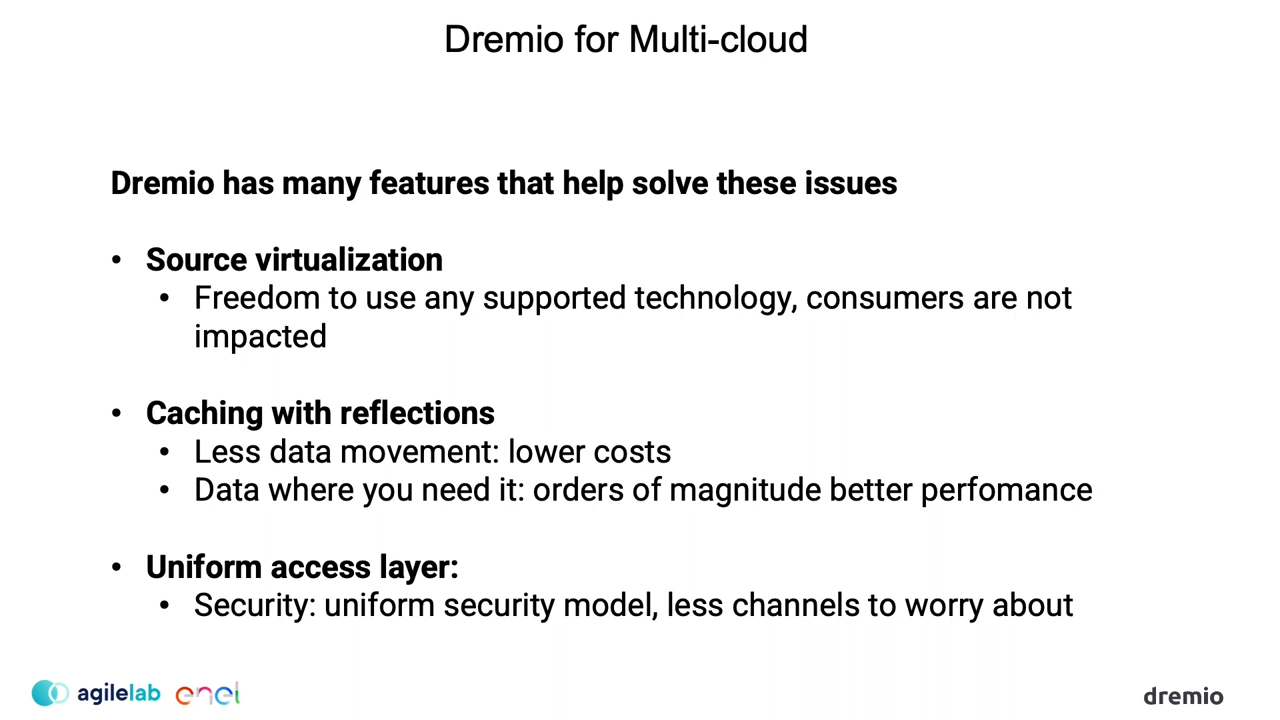 Dremio for Multi-cloud
Dremio has many features that help solve these issues
• Source virtualization
• Freedom to use any supported technology, consumers are not
impacted
• Caching with reflections
• Less data movement: lower costs
• Data where you need it: orders of magnitude better perfomance
• Uniform access layer:
• Security: uniform security model, less channels to worry about
agilelab enel
dremio